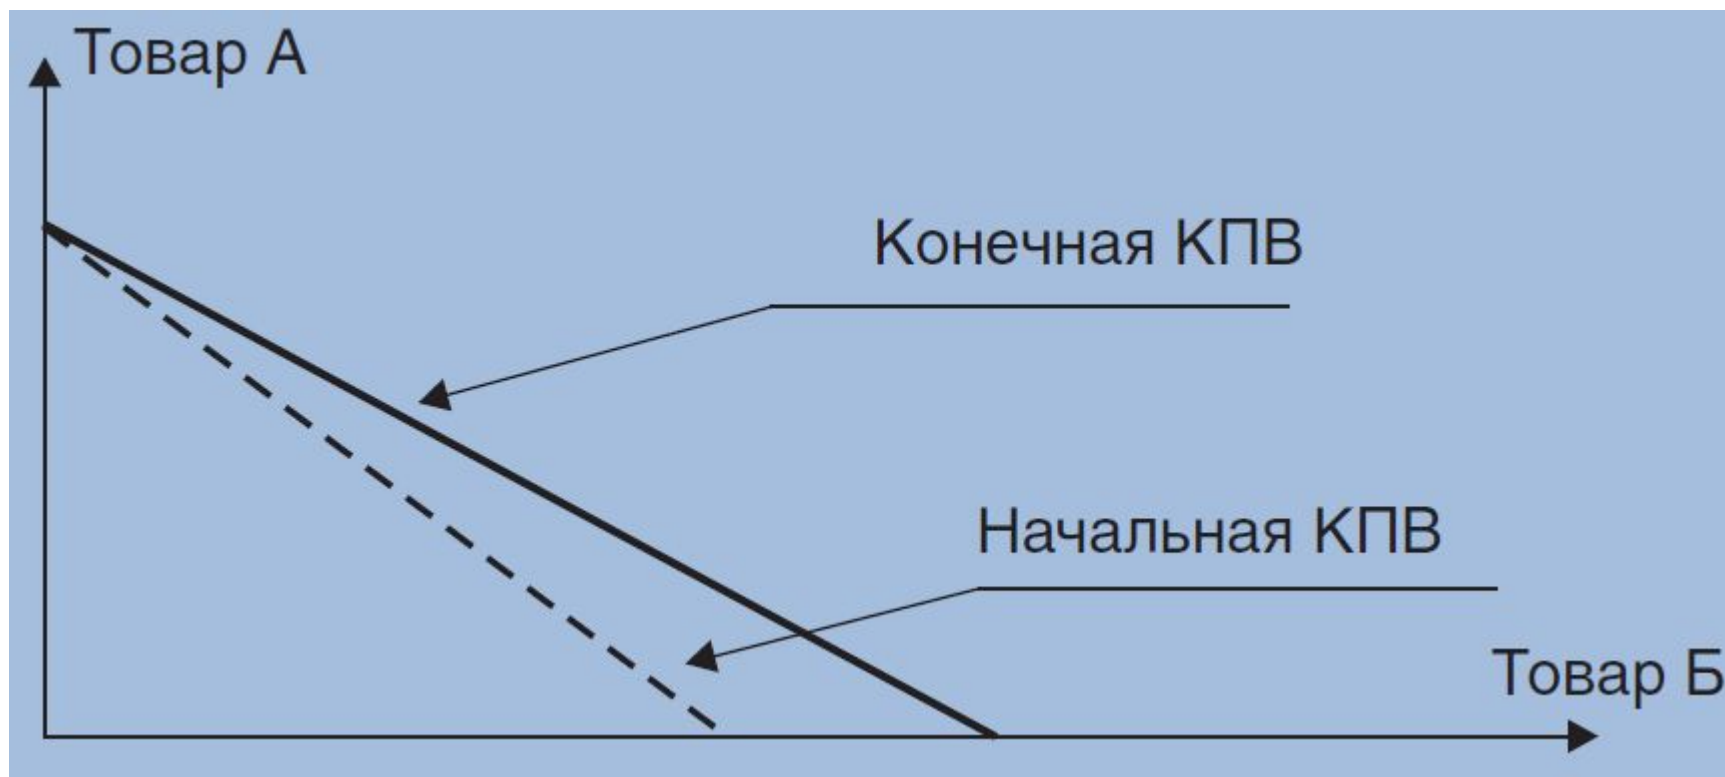 Товар А
Конечная КПВ
Начальная КПВ
Товар Б